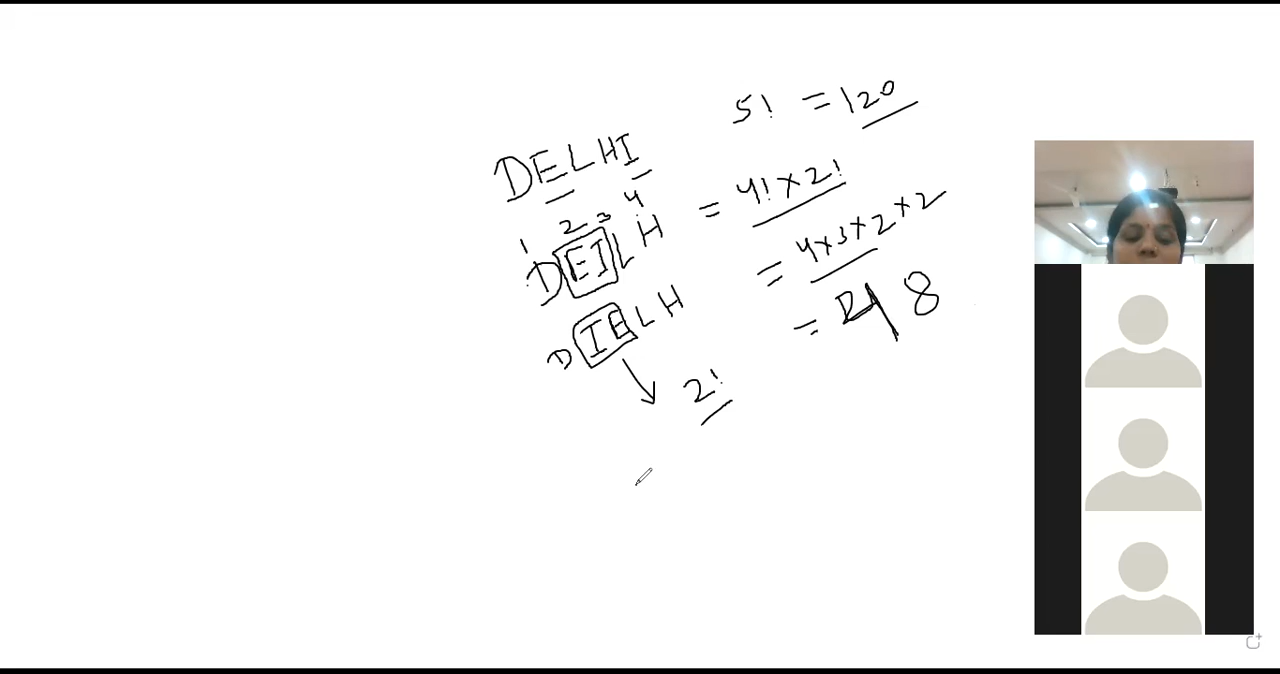 5! = 120
DELHI
1 2 3 4
DEILH = 4! × 2!
= 4×3×2×2
DIELH
= 48
2!